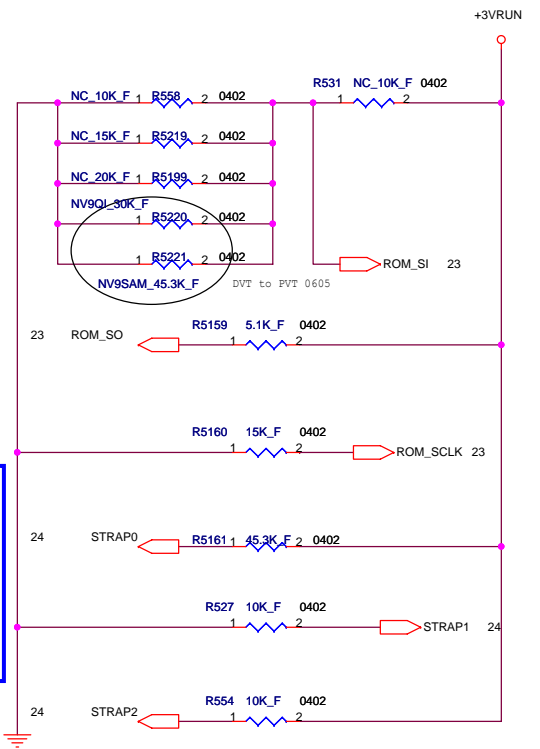 +3VRUN
R531 NC_10K_F 0402
1 2
NC_10K_F 1 R558 2 0402
NC_15K_F 1 R5219 2 0402
NC_20K_F 1 R5199 2 0402
NV9QI_30K_F
1 R5220 2 0402
1 R5221 2 0402
ROM_SI 23
NV9SAM_45.3K_F DVT to PVT 0605
R5159 5.1K_F 0402
23 ROM_SO 1 2
R5160 15K_F 0402
1 2 ROM_SCLK 23
24 STRAP0 R5161 1 45.3K_F 2 0402
R527 10K_F 0402
1 2 STRAP1 24
R554 10K_F 0402
24 STRAP2 1 2